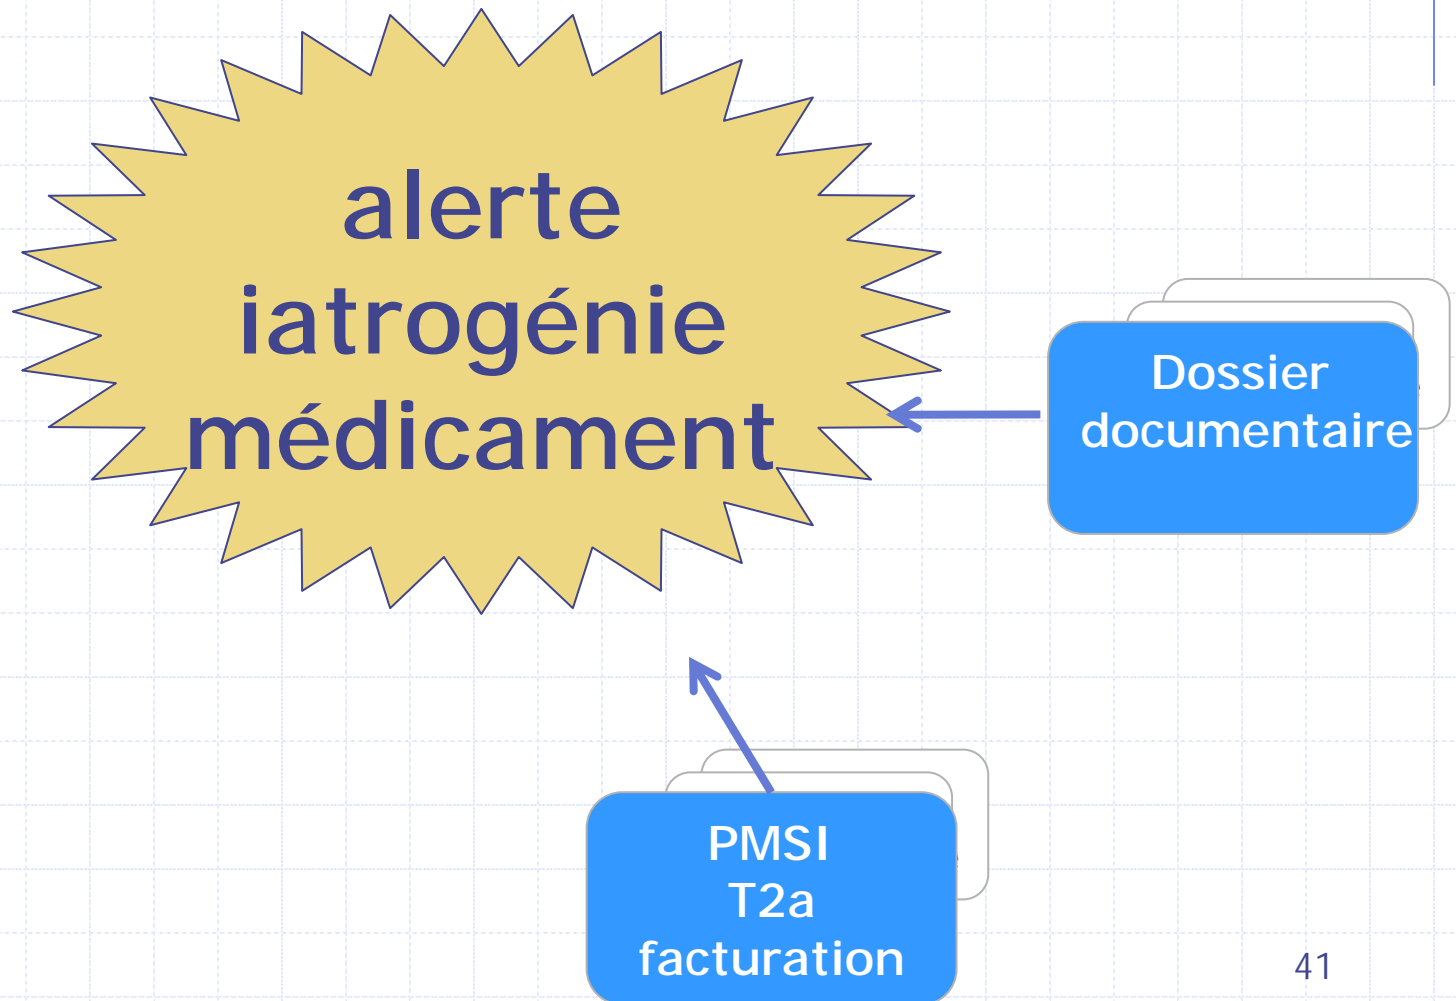 alerte
iatrogénie
médicament
Dossier
documentaire
PMSI
T2a
facturation
41